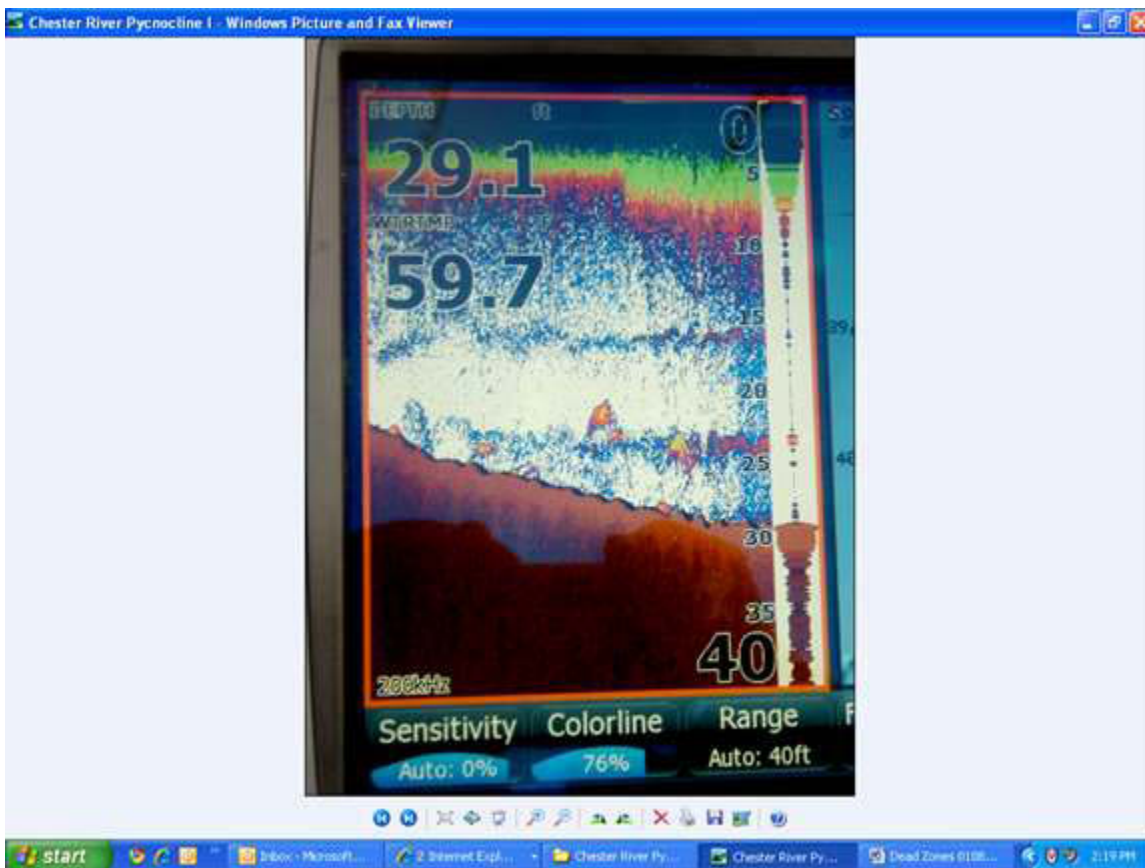 Chester River Pycnocline I - Windows Picture and Fax Viewer
DEPTH ft
0
29.1
5
WTRTMP F
10
59.7
15
20
25
30
35
40
200kHz
Sensitivity Colorline Range
Auto: 0% 76% Auto: 40ft
start Inbox - Microsoft... 2 Internet Expl... Chester River Py... Chester River Py... Dead Zones 0108... 2:19 PM